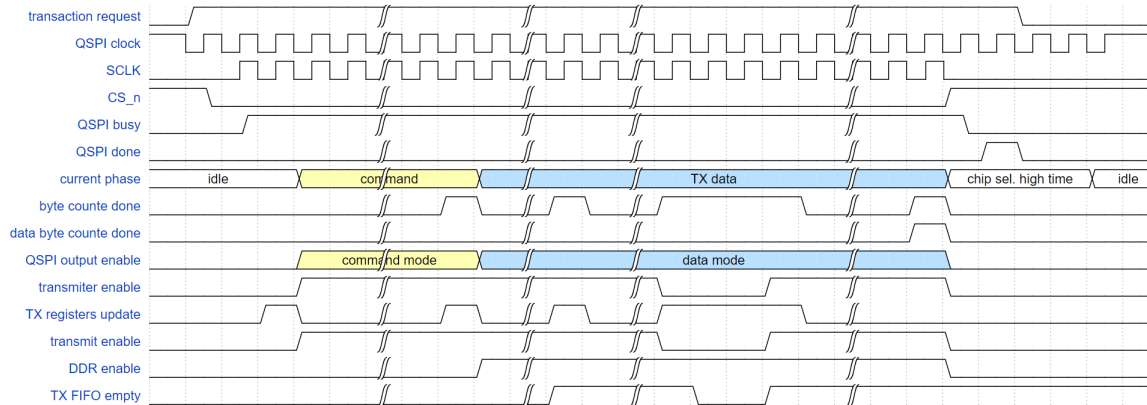 transaction request
QSPI clock
SCLK
CS_n
QSPI busy
QSPI done
current phase idle command TX data chip sel. high time idle
byte counte done
data byte counte done
QSPI output enable command mode data mode
transmiter enable
TX registers update
transmit enable
DDR enable
TX FIFO empty